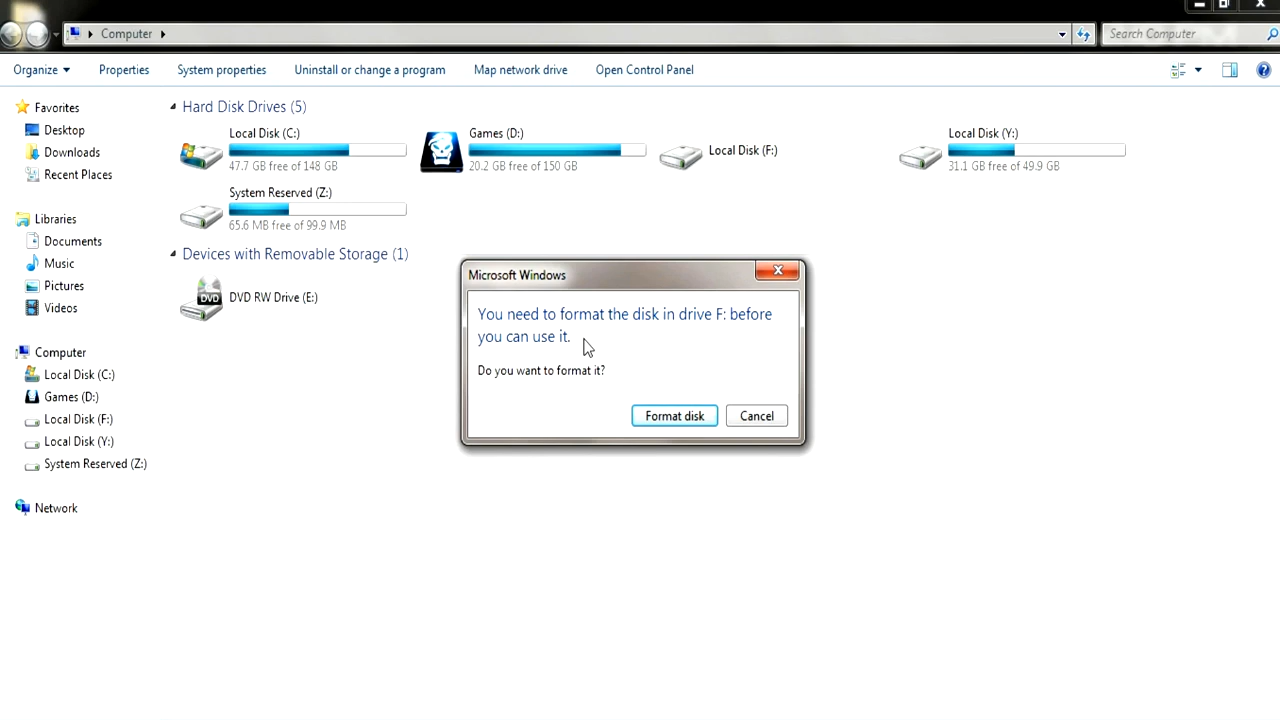 Computer
Search Computer
Organize
Properties
System properties
Uninstall or change a program
Map network drive
Open Control Panel
Favorites
Desktop
Downloads
Recent Places
Libraries
Documents
Music
Pictures
Videos
Computer
Local Disk (C:)
Games (D:)
Local Disk (F:)
Local Disk (Y:)
System Reserved (Z:)
Network
Hard Disk Drives (5)
Local Disk (C:)
47.7 GB free of 148 GB
Games (D:)
20.2 GB free of 150 GB
Local Disk (F:)
Local Disk (Y:)
31.1 GB free of 49.9 GB
System Reserved (Z:)
65.6 MB free of 99.9 MB
Devices with Removable Storage (1)
DVD
DVD RW Drive (E:)
Microsoft Windows
You need to format the disk in drive F: before
you can use it.
Do you want to format it?
Format disk
Cancel